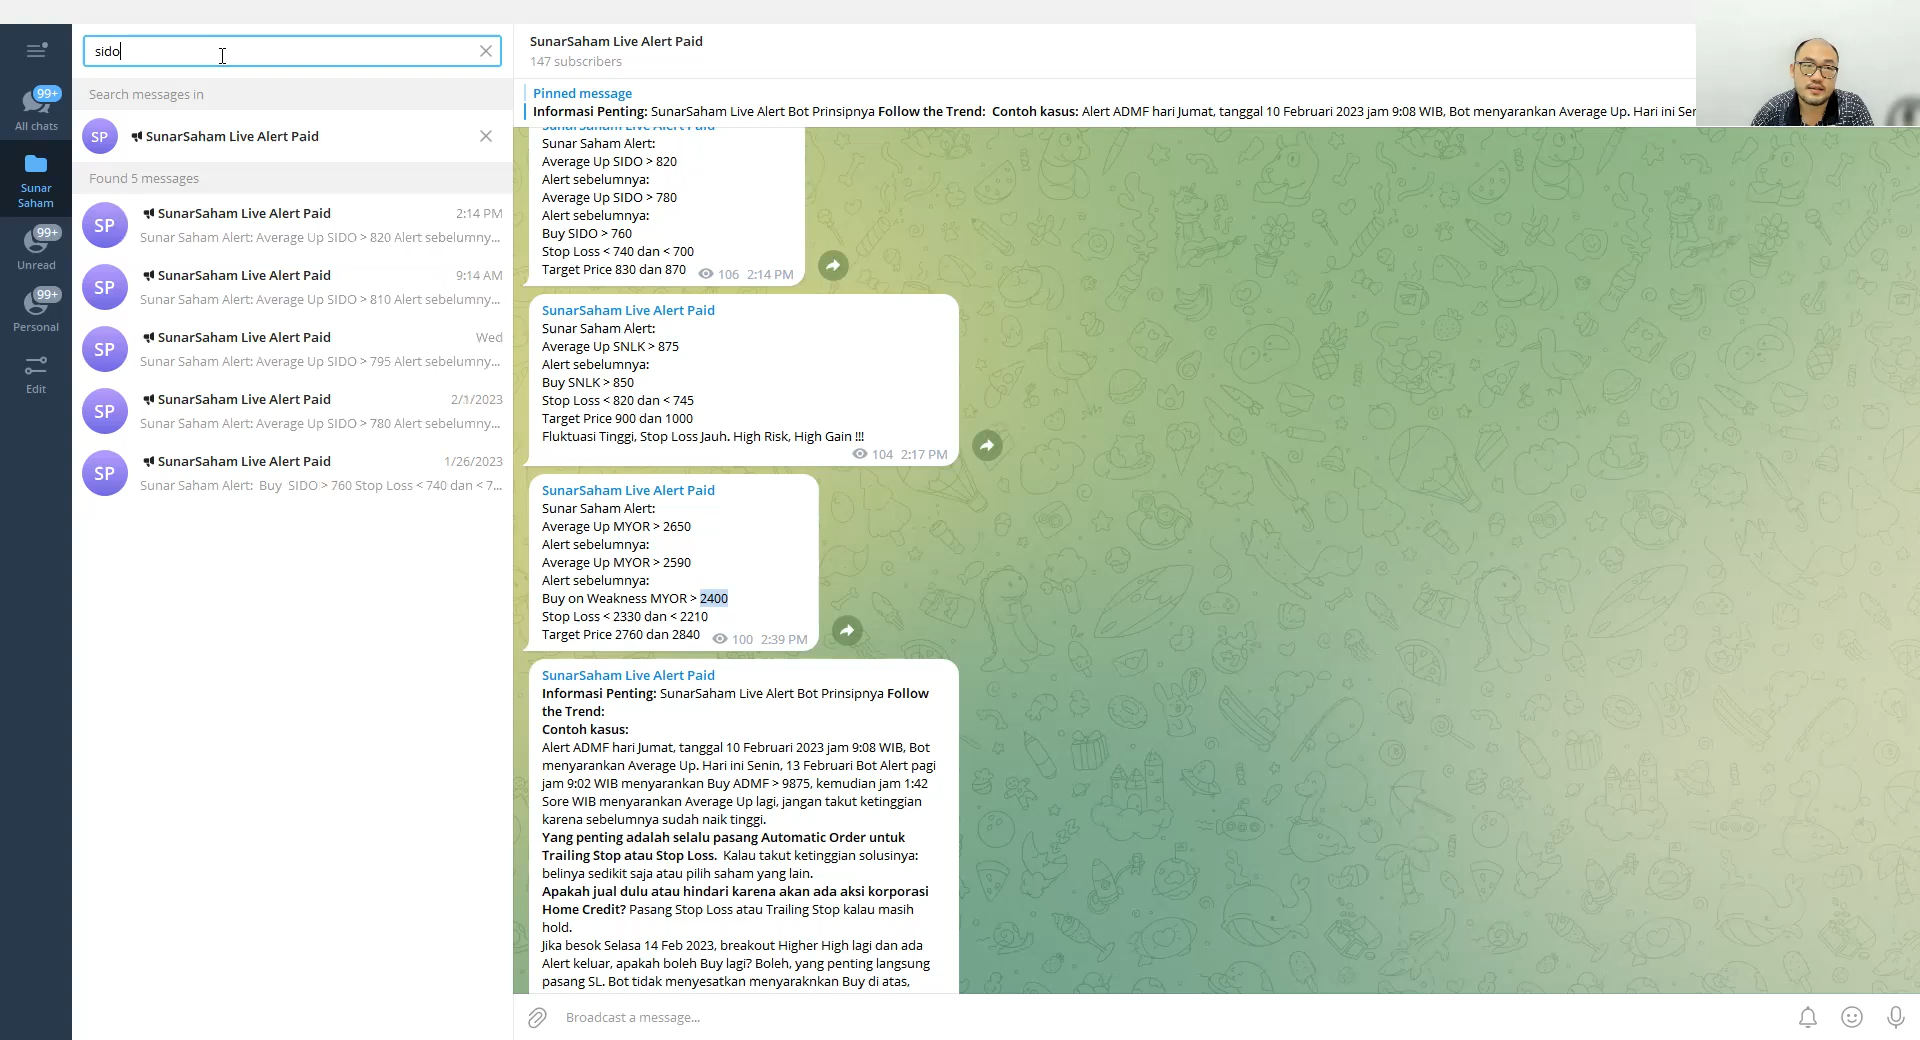 sido
Search messages in
SP
SunarSaham Live Alert Paid
Found 5 messages
SP
SunarSaham Live Alert Paid
2:14 PM
Sunar Saham Alert: Average Up SIDO > 820 Alert sebelumny...
SP
SunarSaham Live Alert Paid
9:14 AM
Sunar Saham Alert: Average Up SIDO > 810 Alert sebelumny...
SP
SunarSaham Live Alert Paid
Wed
Sunar Saham Alert: Average Up SIDO > 795 Alert sebelumny...
SP
SunarSaham Live Alert Paid
2/1/2023
Sunar Saham Alert: Average Up SIDO > 780 Alert sebelumny...
SP
SunarSaham Live Alert Paid
1/26/2023
Sunar Saham Alert: Buy SIDO > 760 Stop Loss < 740 dan < 7...
99+
All chats
Sunar
Saham
99+
Unread
99+
Personal
Edit
SunarSaham Live Alert Paid
147 subscribers
Pinned message
Informasi Penting: SunarSaham Live Alert Bot Prinsipnya Follow the Trend: Contoh kasus: Alert ADMF hari Jumat, tanggal 10 Februari 2023 jam 9:08 WIB, Bot menyarankan Average Up. Hari ini Ser
SunarSaham Live Alert Paid
Sunar Saham Alert:
Average Up SIDO > 820
Alert sebelumnya:
Average Up SIDO > 780
Alert sebelumnya:
Buy SIDO > 760
Stop Loss < 740 dan < 700
Target Price 830 dan 870
106 2:14 PM
SunarSaham Live Alert Paid
Sunar Saham Alert:
Average Up SNLK > 875
Alert sebelumnya:
Buy SNLK > 850
Stop Loss < 820 dan < 745
Target Price 900 dan 1000
Fluktuasi Tinggi, Stop Loss Jauh. High Risk, High Gain !!!
104 2:17 PM
SunarSaham Live Alert Paid
Sunar Saham Alert:
Average Up MYOR > 2650
Alert sebelumnya:
Average Up MYOR > 2590
Alert sebelumnya:
Buy on Weakness MYOR > 2400
Stop Loss < 2330 dan < 2210
Target Price 2760 dan 2840
100 2:39 PM
SunarSaham Live Alert Paid
Informasi Penting: SunarSaham Live Alert Bot Prinsipnya Follow
the Trend:
Contoh kasus:
Alert ADMF hari Jumat, tanggal 10 Februari 2023 jam 9:08 WIB, Bot
menyarankan Average Up. Hari ini Senin, 13 Februari Bot Alert pagi
jam 9:02 WIB menyarankan Buy ADMF > 9875, kemudian jam 1:42
Sore WIB menyarankan Average Up lagi, jangan takut ketinggian
karena sebelumnya sudah naik tinggi.
Yang penting adalah selalu pasang Automatic Order untuk
Trailing Stop atau Stop Loss. Kalau takut ketinggian solusinya:
belinya sedikit saja atau pilih saham yang lain.
Apakah jual dulu atau hindari karena akan ada aksi korporasi
Home Credit? Pasang Stop Loss atau Trailing Stop kalau masih
hold.
Jika besok Selasa 14 Feb 2023, breakout Higher High lagi dan ada
Alert keluar, apakah boleh Buy lagi? Boleh, yang penting langsung
pasang SL. Bot tidak menyesatkan menyaraknkan Buy di atas,
Broadcast a message...